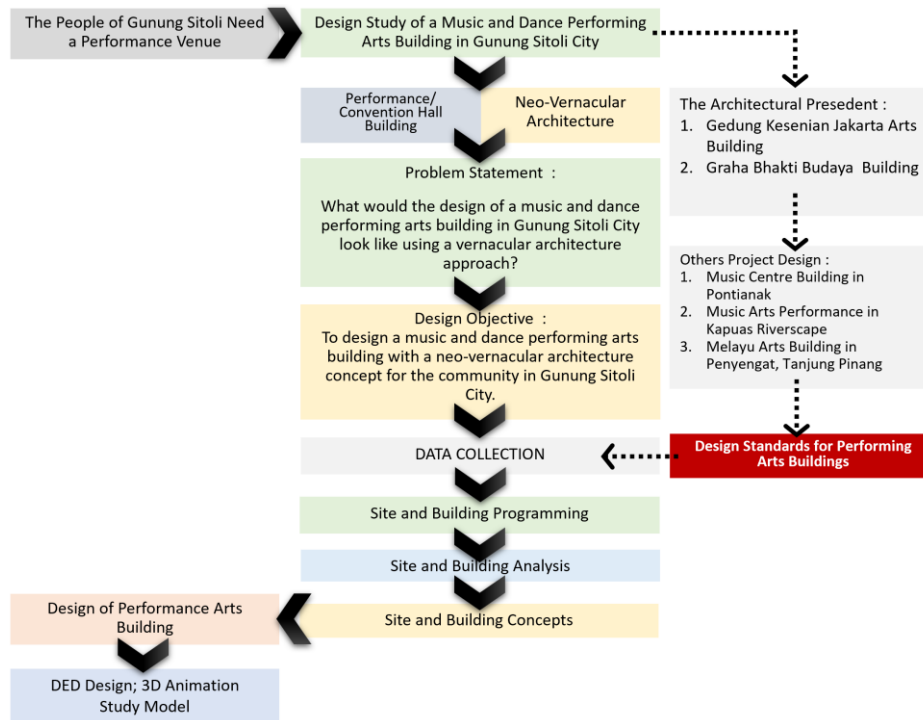 The People of Gunung Sitoli Need
a Performance Venue
Design Study of a Music and Dance Performing
Arts Building in Gunung Sitoli City
Performance/
Convention Hall
Building
Neo-Vernacular
Architecture
The Architectural Presedent :
1. Gedung Kesenian Jakarta Arts
Building
2. Graha Bhakti Budaya Building
Problem Statement :
What would the design of a music and dance
performing arts building in Gunung Sitoli City
look like using a vernacular architecture
approach?
Others Project Design :
1. Music Centre Building in
Pontianak
2. Music Arts Performance in
Kapuas Riverscape
3. Melayu Arts Building in
Penyengat, Tanjung Pinang
Design Objective :
To design a music and dance performing arts
building with a neo-vernacular architecture
concept for the community in Gunung Sitoli
City.
Design Standards for Performing
Arts Buildings
DATA COLLECTION
Site and Building Programming
Site and Building Analysis
Site and Building Concepts
Design of Performance Arts
Building
DED Design; 3D Animation
Study Model